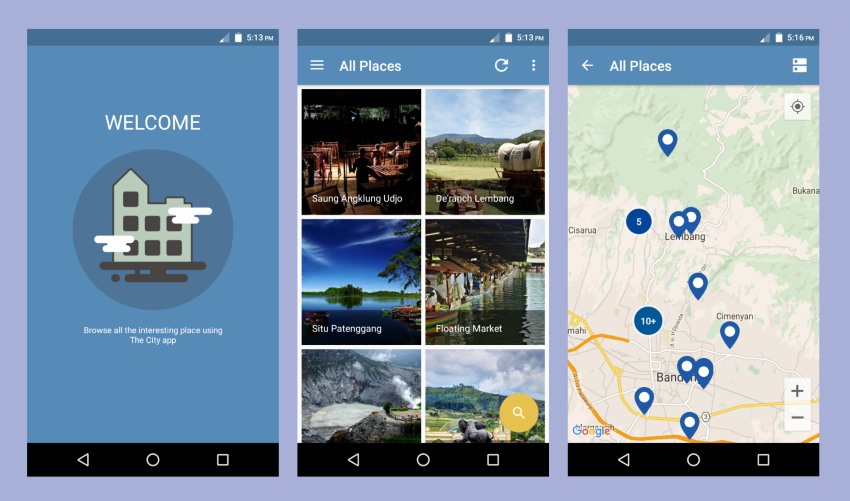 5:13 PM
WELCOME
Browse all the interesting place using
The City app
5:13 PM
All Places
Saung Angklung Udjo
De'ranch Lembang
Situ Patenggang
Floating Market
5:16 PM
All Places
Bukana
5
Cisarua
Lembang
10+
Cimenyan
mahi
3
Google